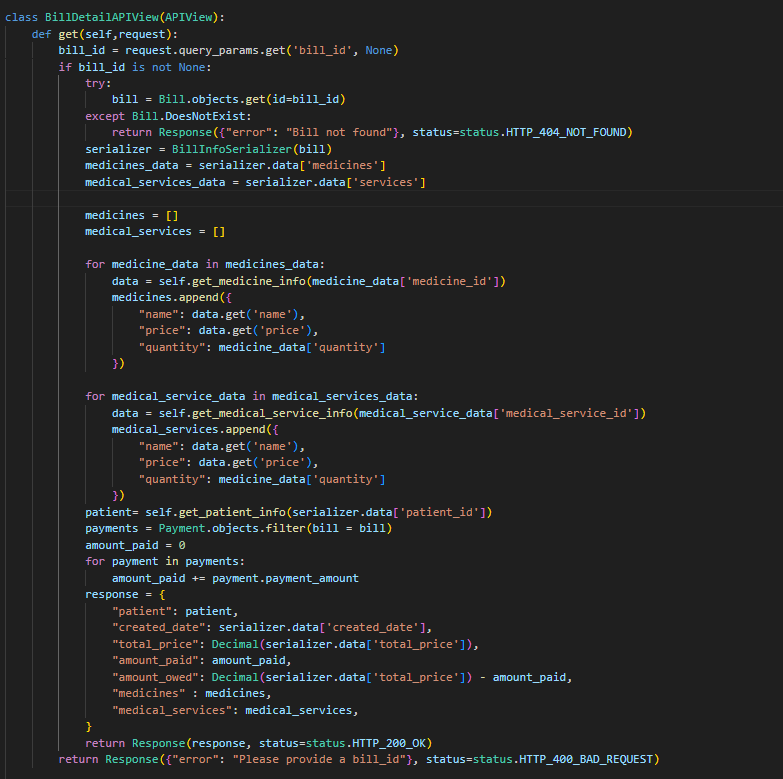 class BillDetailAPIView(APIView):
    def get(self,request):
        bill_id = request.query_params.get('bill_id', None)
        if bill_id is not None:
            try:
                bill = Bill.objects.get(id=bill_id)
            except Bill.DoesNotExist:
                return Response({"error": "Bill not found"}, status=status.HTTP_404_NOT_FOUND)
            serializer = BillInfoSerializer(bill)
            medicines_data = serializer.data['medicines']
            medical_services_data = serializer.data['services']

            medicines = []
            medical_services = []

            for medicine_data in medicines_data:
                data = self.get_medicine_info(medicine_data['medicine_id'])
                medicines.append({
                    "name": data.get('name'),
                    "price": data.get('price'),
                    "quantity": medicine_data['quantity']
                })

            for medical_service_data in medical_services_data:
                data = self.get_medical_service_info(medical_service_data['medical_service_id'])
                medical_services.append({
                    "name": data.get('name'),
                    "price": data.get('price'),
                    "quantity": medicine_data['quantity']
                })
            patient= self.get_patient_info(serializer.data['patient_id'])
            payments = Payment.objects.filter(bill = bill)
            amount_paid = 0
            for payment in payments:
                amount_paid += payment.payment_amount
            response = {
                "patient": patient,
                "created_date": serializer.data['created_date'],
                "total_price": Decimal(serializer.data['total_price']),
                "amount_paid": amount_paid,
                "amount_owed": Decimal(serializer.data['total_price']) - amount_paid,
                "medicines" : medicines,
                "medical_services": medical_services,
            }
            return Response(response, status=status.HTTP_200_OK)
        return Response({"error": "Please provide a bill_id"}, status=status.HTTP_400_BAD_REQUEST)